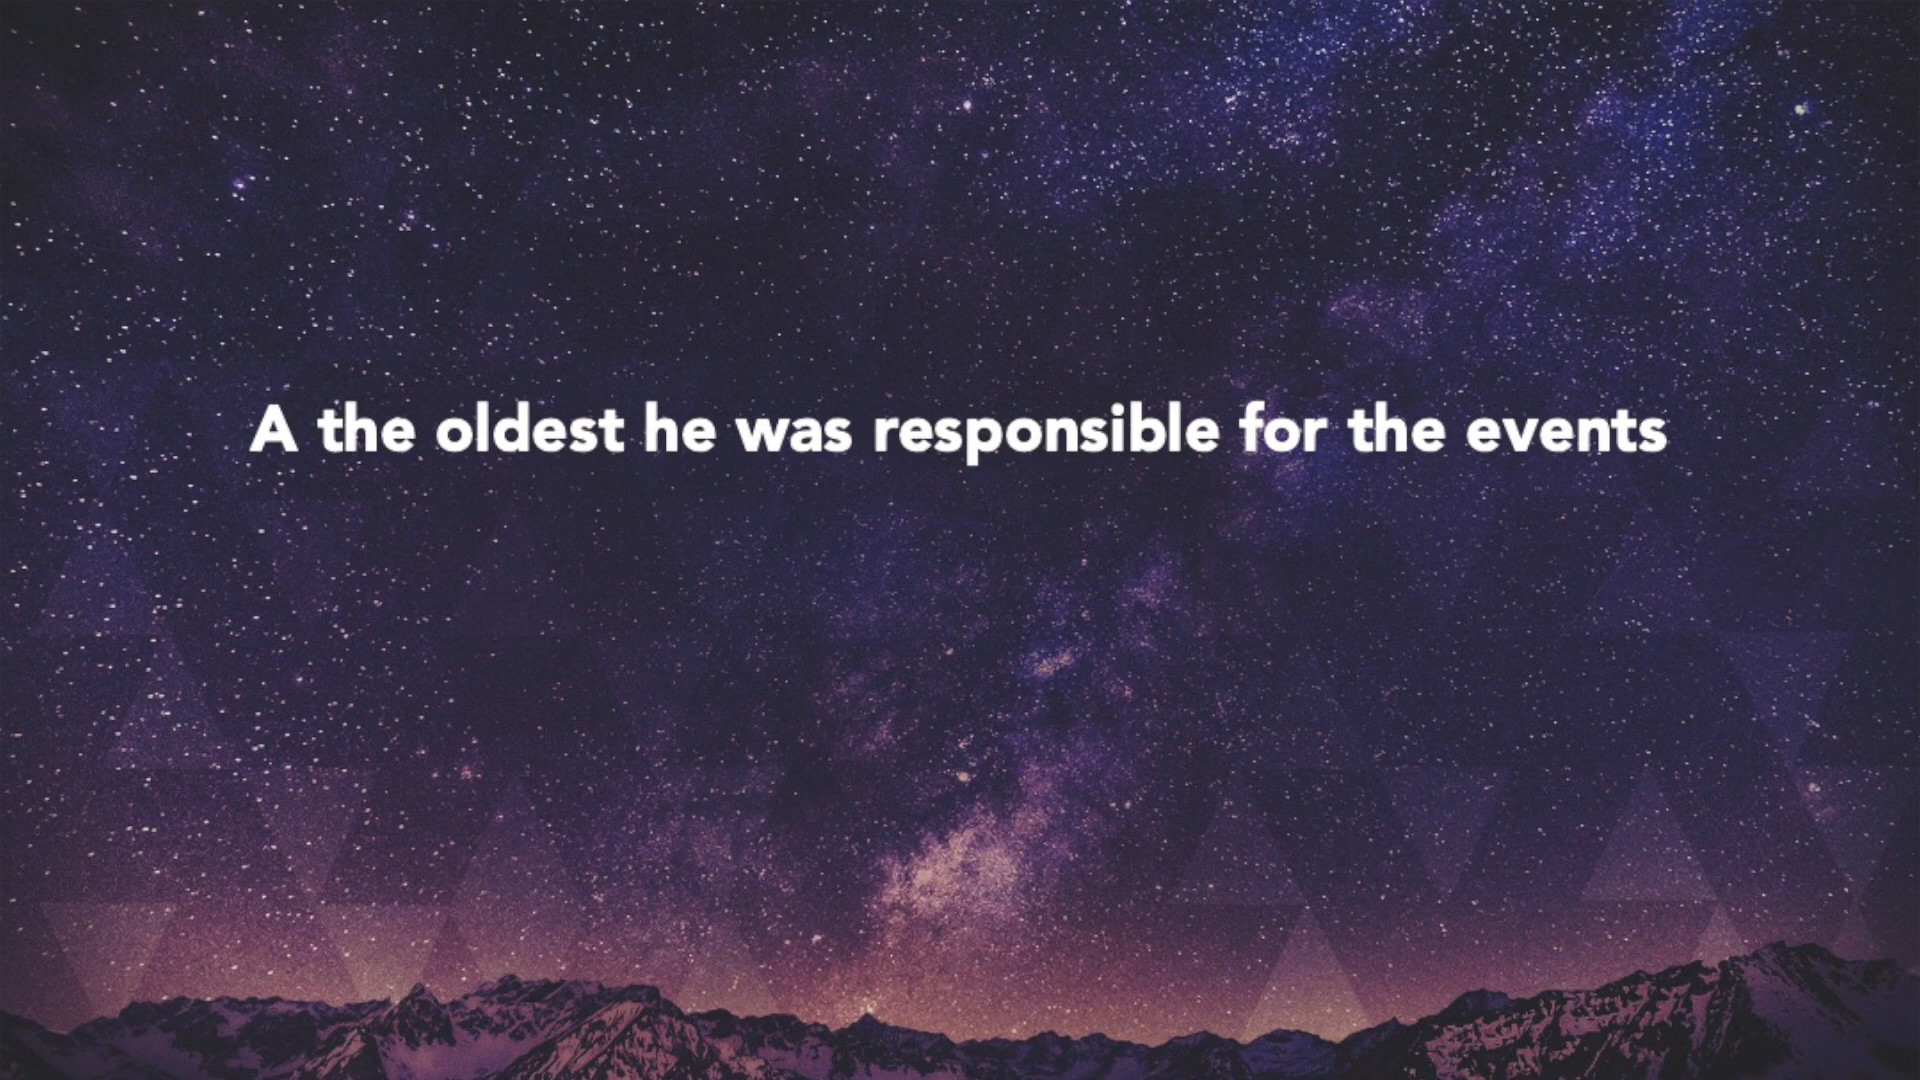 A the oldest he was responsible for the events